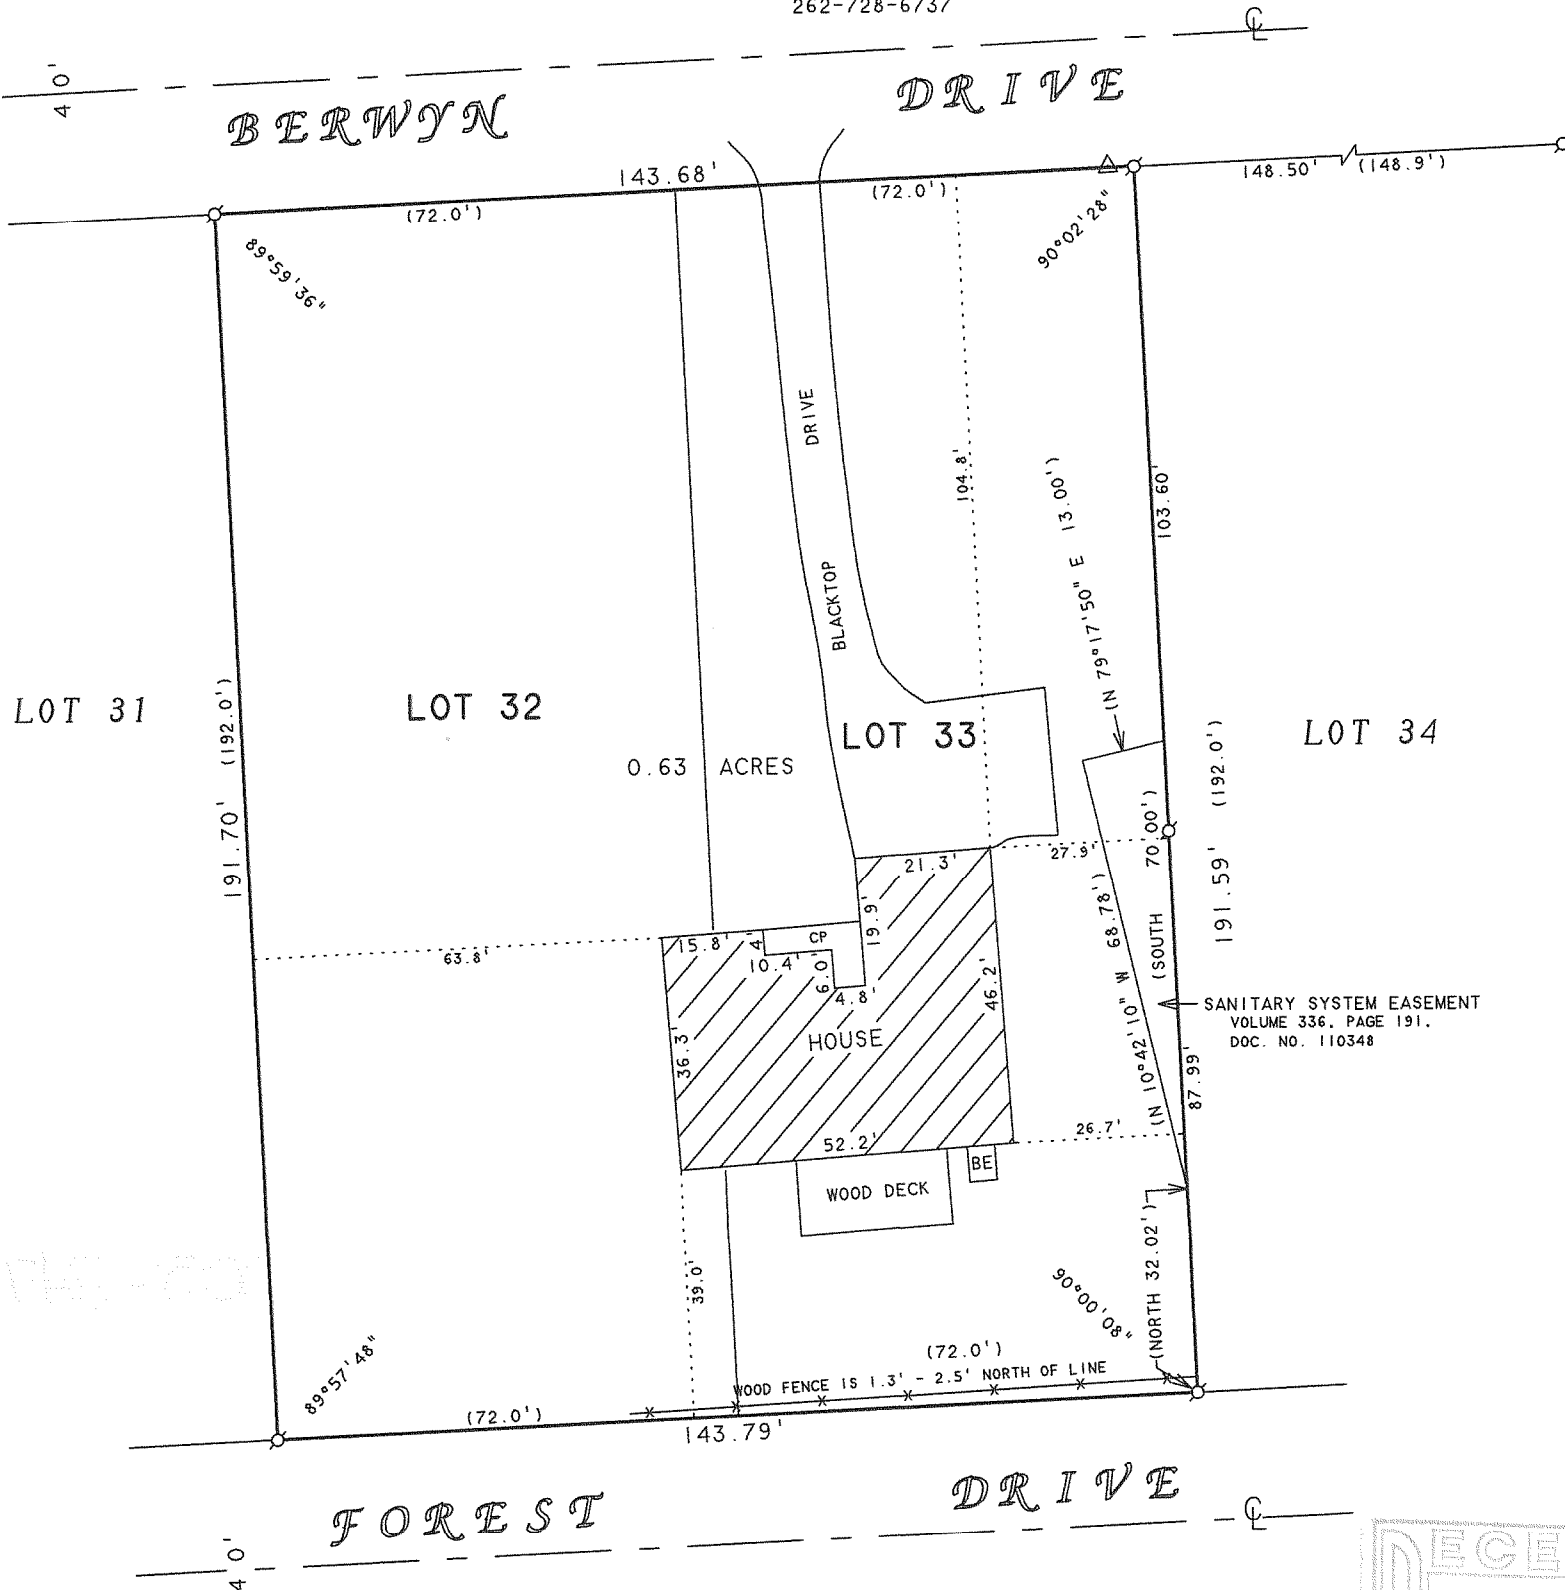 262-728-6737
℄
40'
BERWYN DRIVE
143.68'
(72.0')
(72.0')
148.50' (148.9')
89°59'36"
90°02'28"
DRIVE
BLACKTOP
104.8'
(N 79°17'50" E 13.00')
103.60'
LOT 31
191.70' (192.0')
LOT 32
LOT 33
LOT 34
0.63 ACRES
191.59' (192.0')
(SOUTH 70.00')
27.9'
21.3'
19.9'
63.8'
15.8'
4'
CP
10.4'
6.0'
4.8'
46.2'
(N 10°42'10" W 68.78')
HOUSE
36.3'
SANITARY SYSTEM EASEMENT
VOLUME 336, PAGE 191,
DOC. NO. 110348
87.99'
52.2'
26.7'
BE
WOOD DECK
39.0'
(NORTH 32.02')
90°00'08"
89°57'48"
(72.0')
WOOD FENCE IS 1.3' - 2.5' NORTH OF LINE
(72.0')
143.79'
FOREST DRIVE
℄
40'
RECE